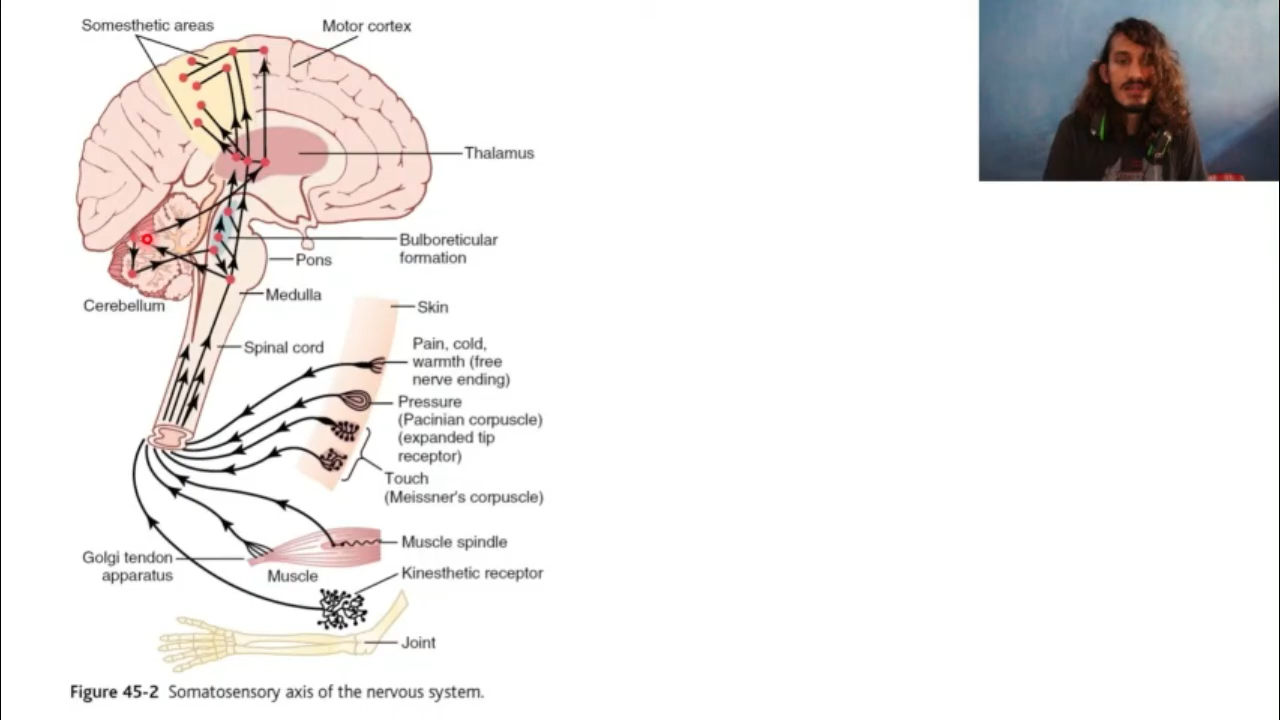 Somesthetic areas
Motor cortex
Thalamus
Bulboreticular
formation
Pons
Medulla
Cerebellum
Spinal cord
Skin
Pain, cold,
warmth (free
nerve ending)
Pressure
(Pacinian corpuscle)
(expanded tip
receptor)
Touch
(Meissner's corpuscle)
Golgi tendon
apparatus
Muscle
Muscle spindle
Kinesthetic receptor
Joint
Figure 45-2 Somatosensory axis of the nervous system.